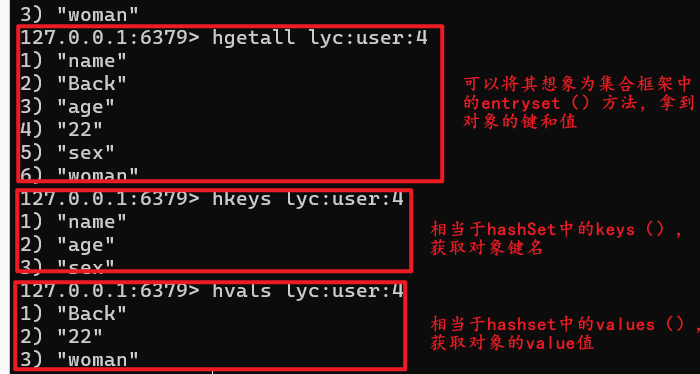 3) "woman"
127.0.0.1:6379> hgetall lyc:user:4
1) "name"
2) "Back"
3) "age"
4) "22"
5) "sex"
6) "woman"
可以将其想象为集合框架中
的entryset（）方法，拿到
对象的键和值
127.0.0.1:6379> hkeys lyc:user:4
1) "name"
2) "age"
3) "sex"
相当于hashSet中的keys（），
获取对象键名
127.0.0.1:6379> hvals lyc:user:4
1) "Back"
2) "22"
3) "woman"
相当于hashset中的values（），
获取对象的value值